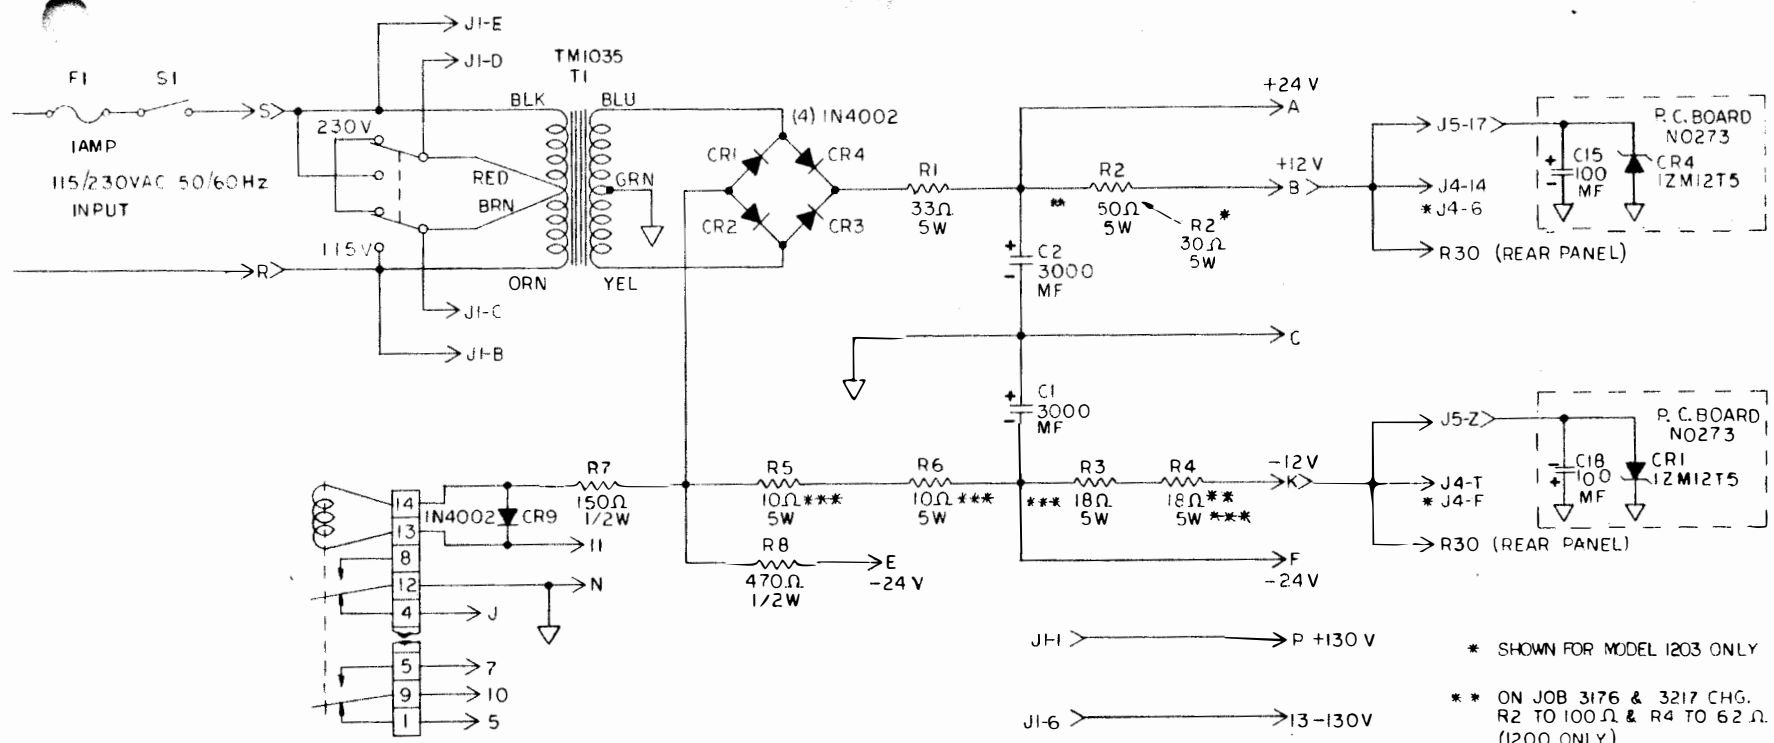 J1-E
J1-D
TM1035
T1
F1
S1
BLK
BLU
S
230V
1AMP
115/230VAC 50/60Hz
INPUT
RED
BRN
GRN
115V
R
ORN
YEL
J1-C
J1-B
(4) 1N4002
CR1
CR4
CR2
CR3
R1
33Ω
5W
+24V
A
**
R2
50Ω
5W
R2*
30Ω
5W
+12V
B
C2
3000
MF
+
-
C
C1
3000
MF
+
-
J5-17
J4-14
*J4-6
R30 (REAR PANEL)
P.C. BOARD
N0273
+
-
C15
100
MF
CR4
1ZM12T5
J5-Z
J4-T
*J4-F
R30 (REAR PANEL)
P.C. BOARD
N0273
-
+
C18
100
MF
CR1
1ZM12T5
R7
150Ω
1/2W
R5
10Ω ***
5W
R6
10Ω ***
5W
***
R3
18Ω
5W
R4
18Ω **
5W ***
-12V
K
14
13
8
12
4
1N4002
CR9
11
N
J
R8
470Ω
1/2W
E
-24V
F
-24V
5
9
1
7
10
5
J1-1
P +130V
J1-6
13 -130V
* SHOWN FOR MODEL 1203 ONLY
** ON JOB 3176 & 3217 CHG.
R2 TO 100Ω & R4 TO 62Ω
(1200 ONLY)